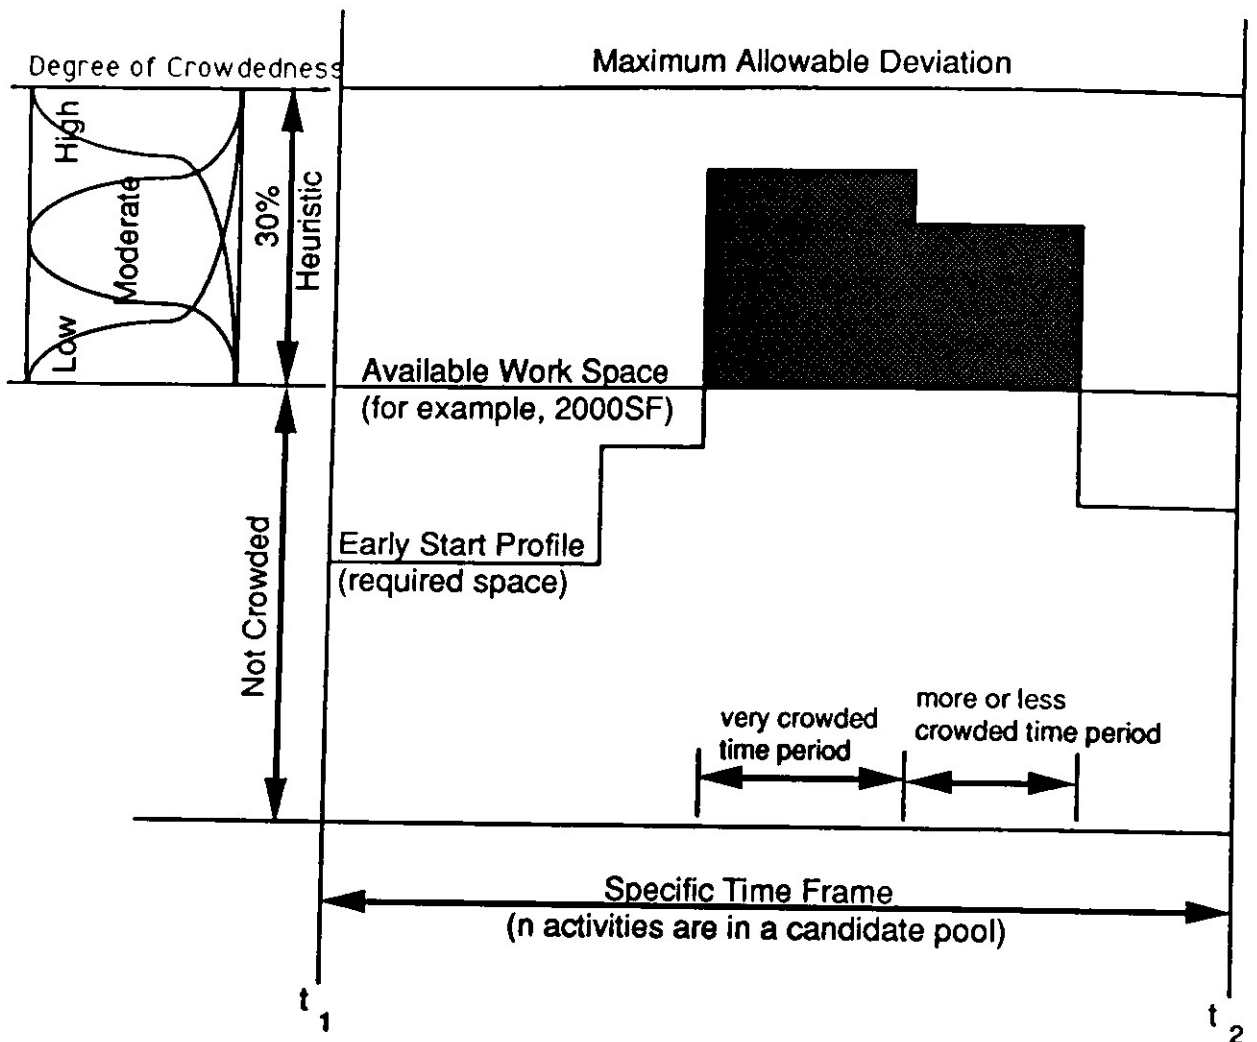 Degree of Crowdedness
Maximum Allowable Deviation
High
Moderate
Low
30%
Heuristic
Available Work Space
(for example, 2000SF)
Early Start Profile
(required space)
Not Crowded
very crowded
time period
more or less
crowded time period
Specific Time Frame
(n activities are in a candidate pool)
t 1
t 2